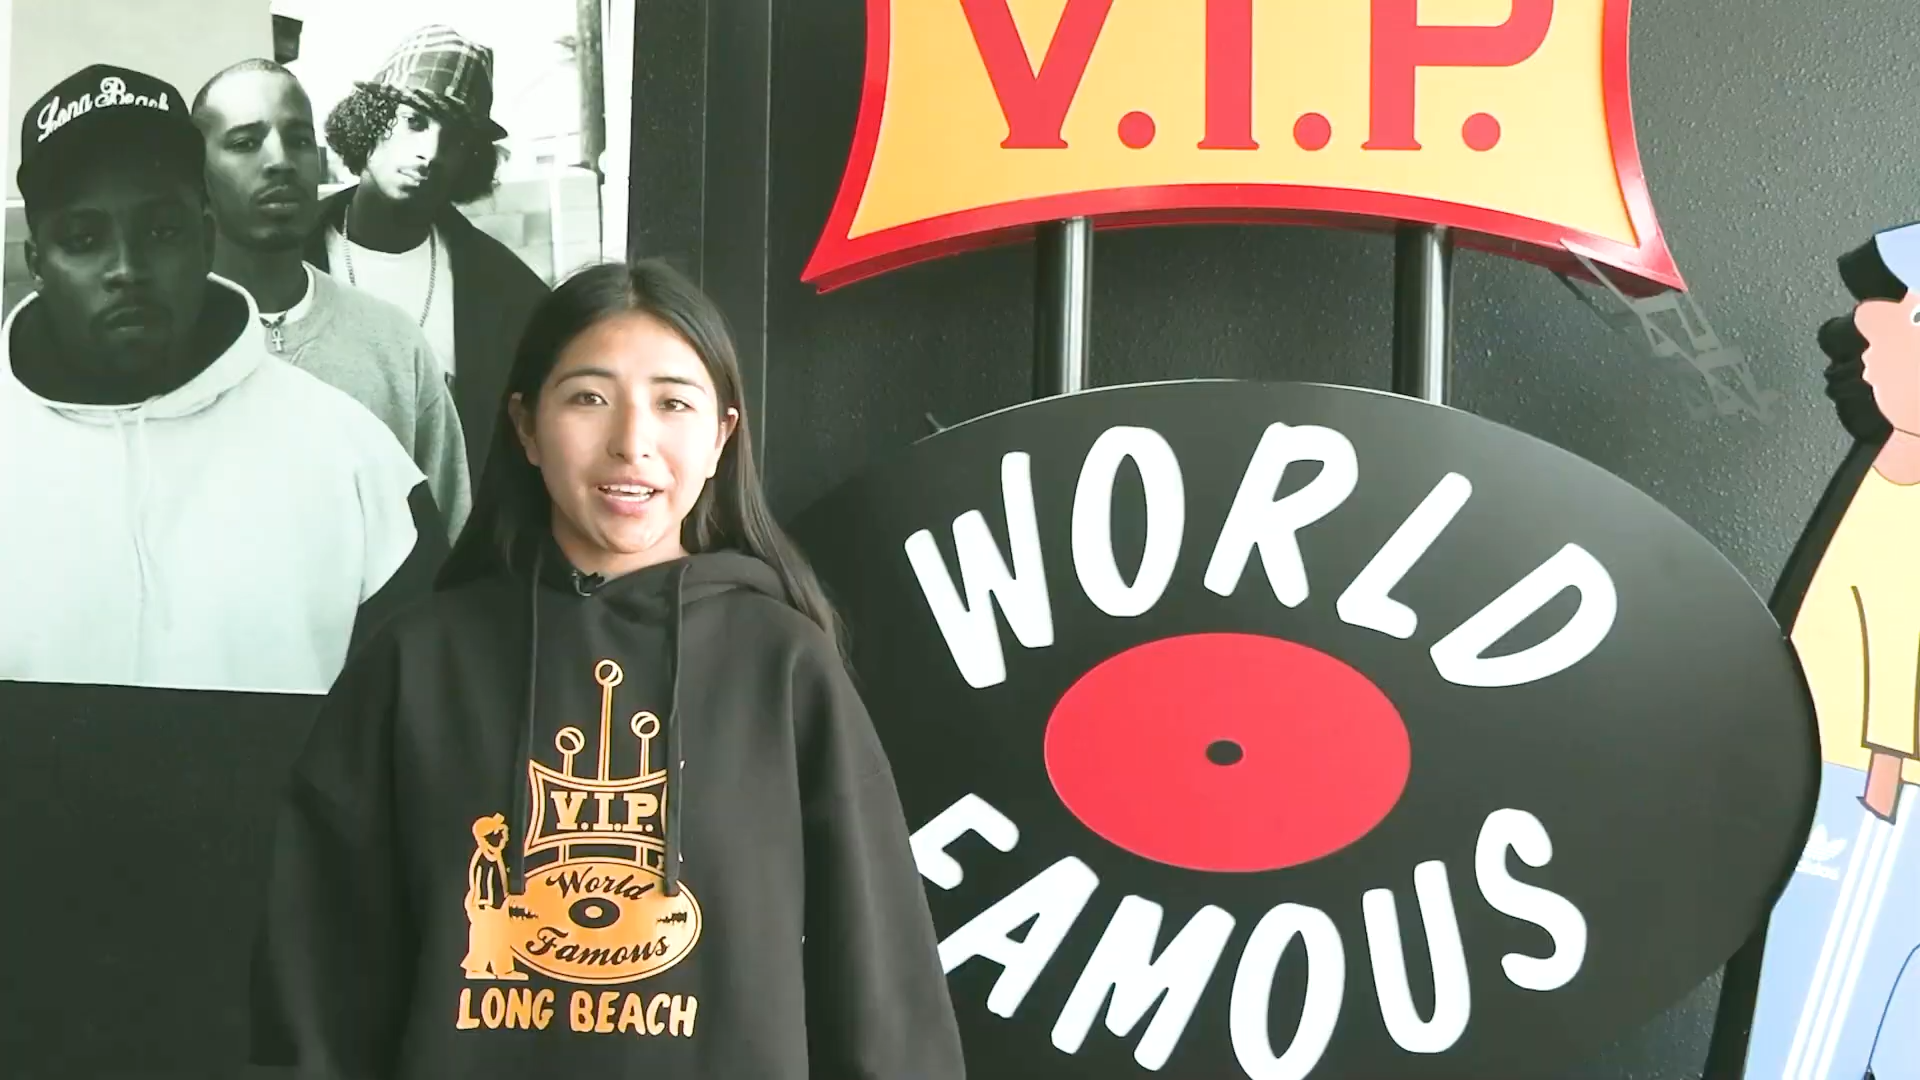 Long Beach
V.I.P.
WORLD
FAMOUS
V.I.P.
World
Famous
LONG BEACH